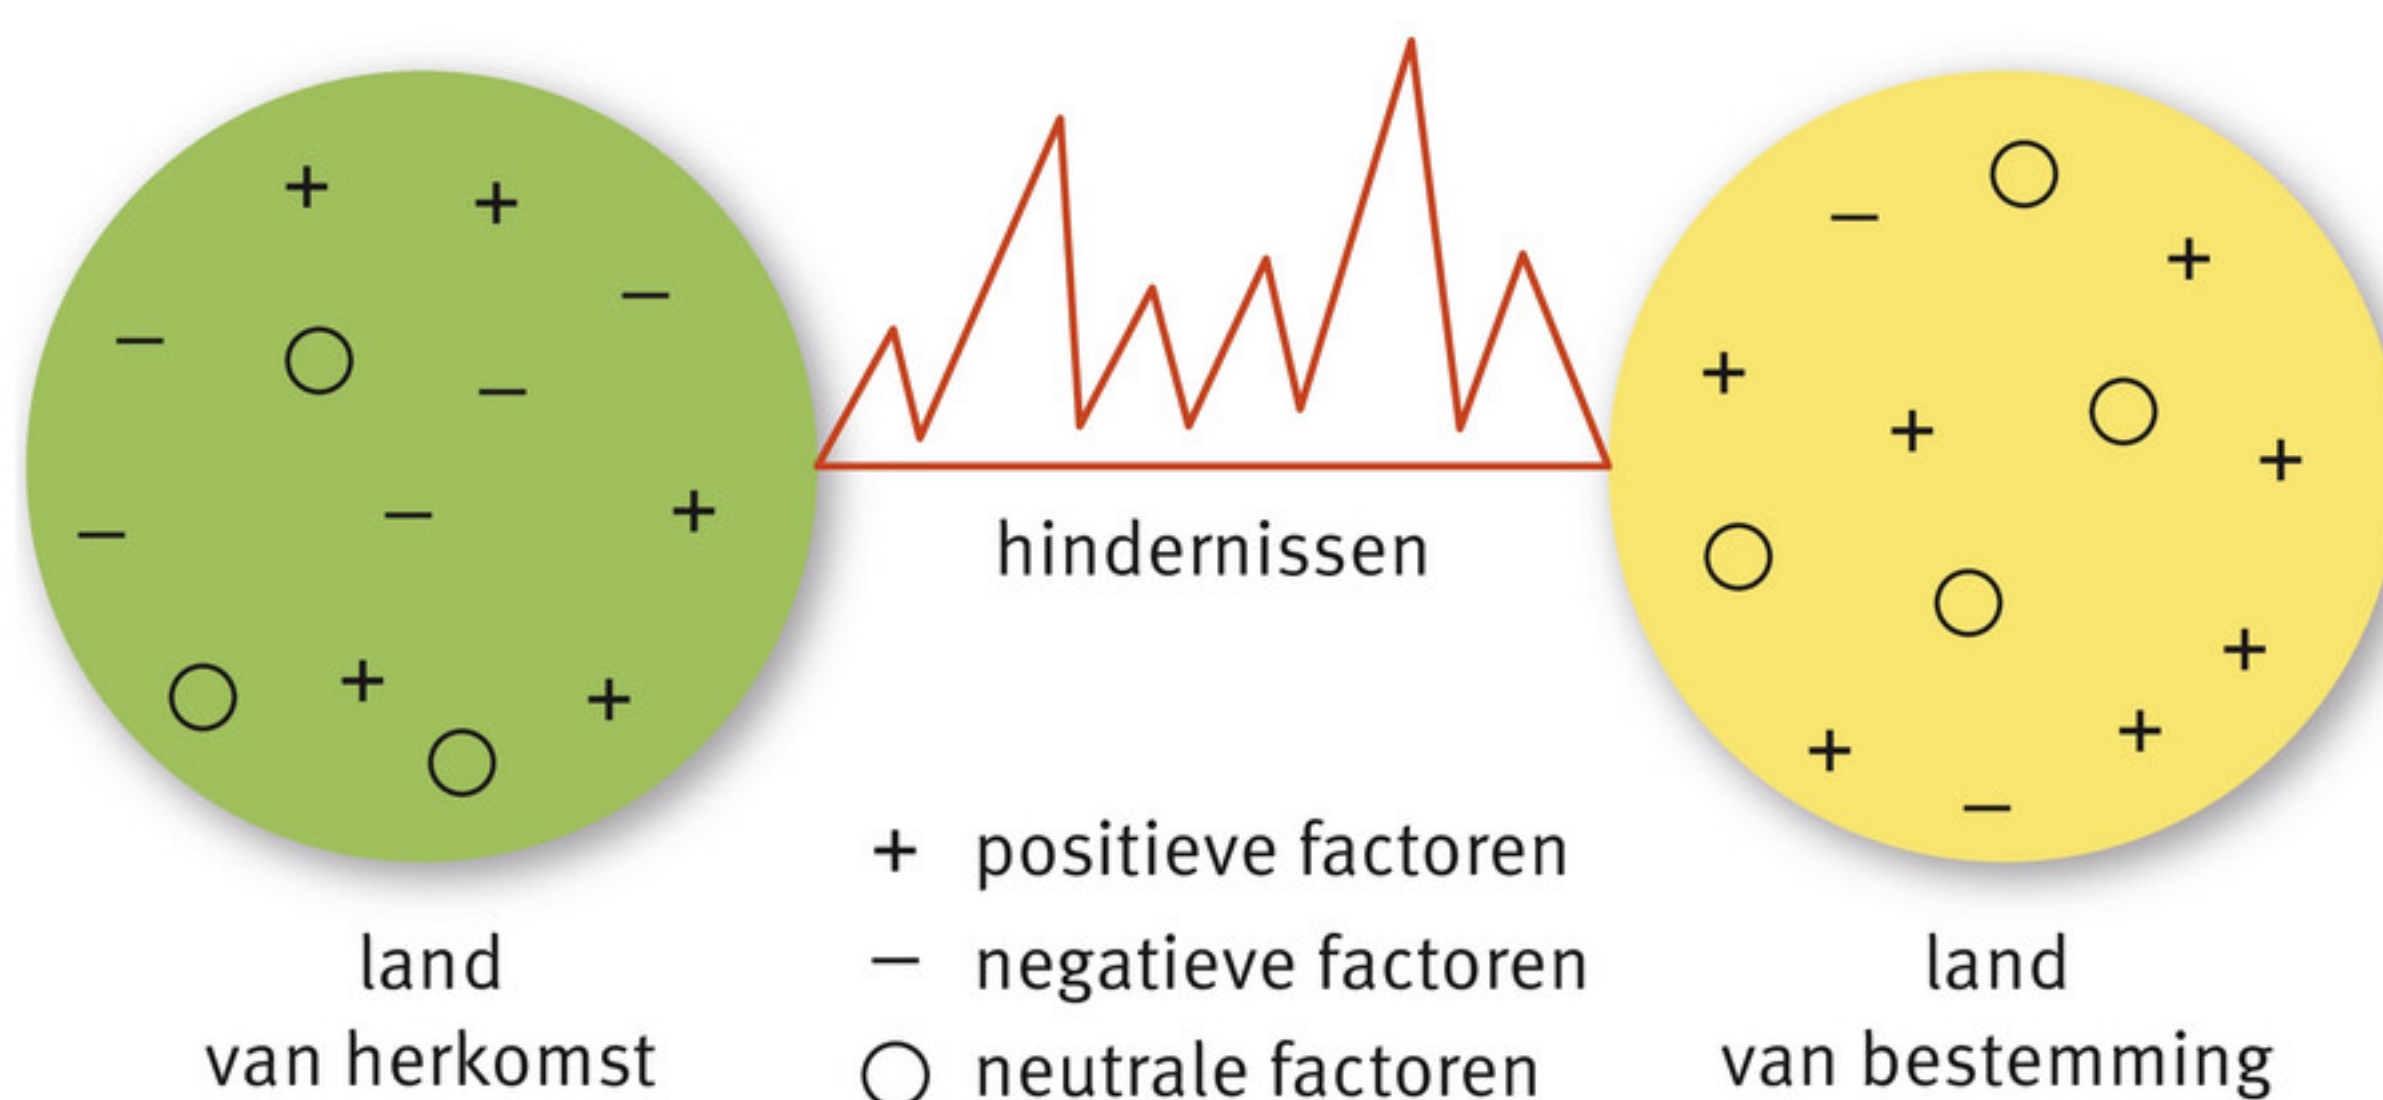 hindernissen
+ positieve factoren
– negatieve factoren
○ neutrale factoren
land
van herkomst
land
van bestemming